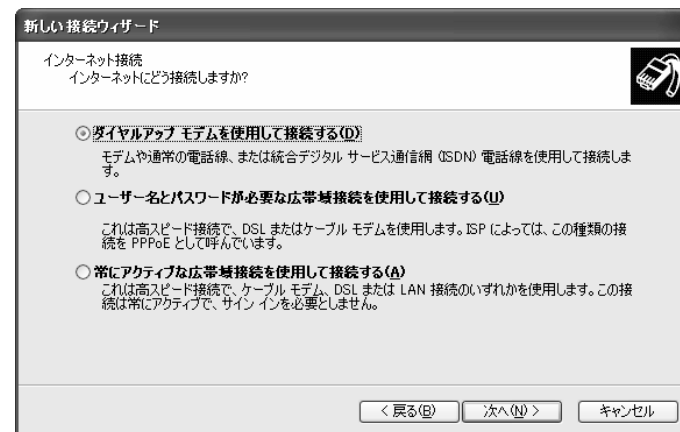 新しい接続ウィザード
インターネット接続
インターネットにどう接続しますか?
ダイヤルアップ モデムを使用して接続する(D)
モデムや通常の電話線、または統合デジタル サービス通信網 (ISDN) 電話線を使用して接続しま
す。
ユーザー名とパスワードが必要な広帯域接続を使用して接続する(U)
これは高スピード接続で、DSL またはケーブル モデムを使用します。ISP によっては、この種類の接
続を PPPoE として呼んでいます。
常にアクティブな広帯域接続を使用して接続する(A)
これは高スピード接続で、ケーブル モデム、DSL または LAN 接続のいずれかを使用します。この接
続は常にアクティブで、サイン インを必要としません。
< 戻る(B) 次へ(N) > キャンセル